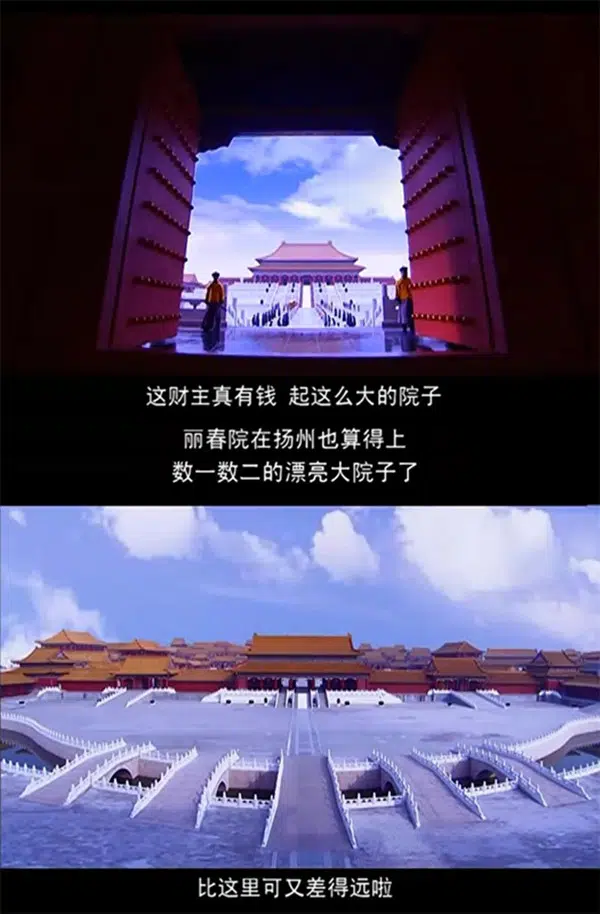 这财主真有钱 起这么大的院子
丽春院在扬州也算得上
数一数二的漂亮大院子了
比这里可又差得远啦